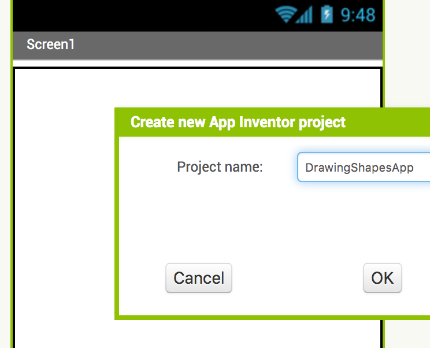 9:48
Screen1
Create new App Inventor project
Project name: DrawingShapesApp
Cancel OK